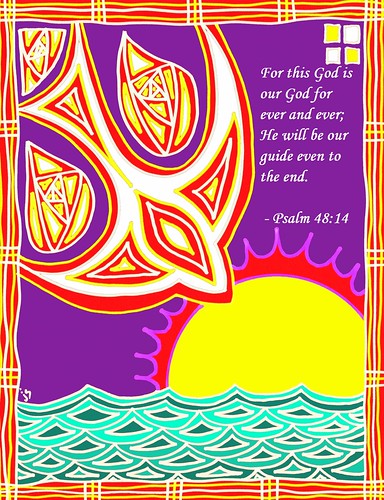 For this God is
our God for
ever and ever;
He will be our
guide even to
the end.
- Psalm 48:14